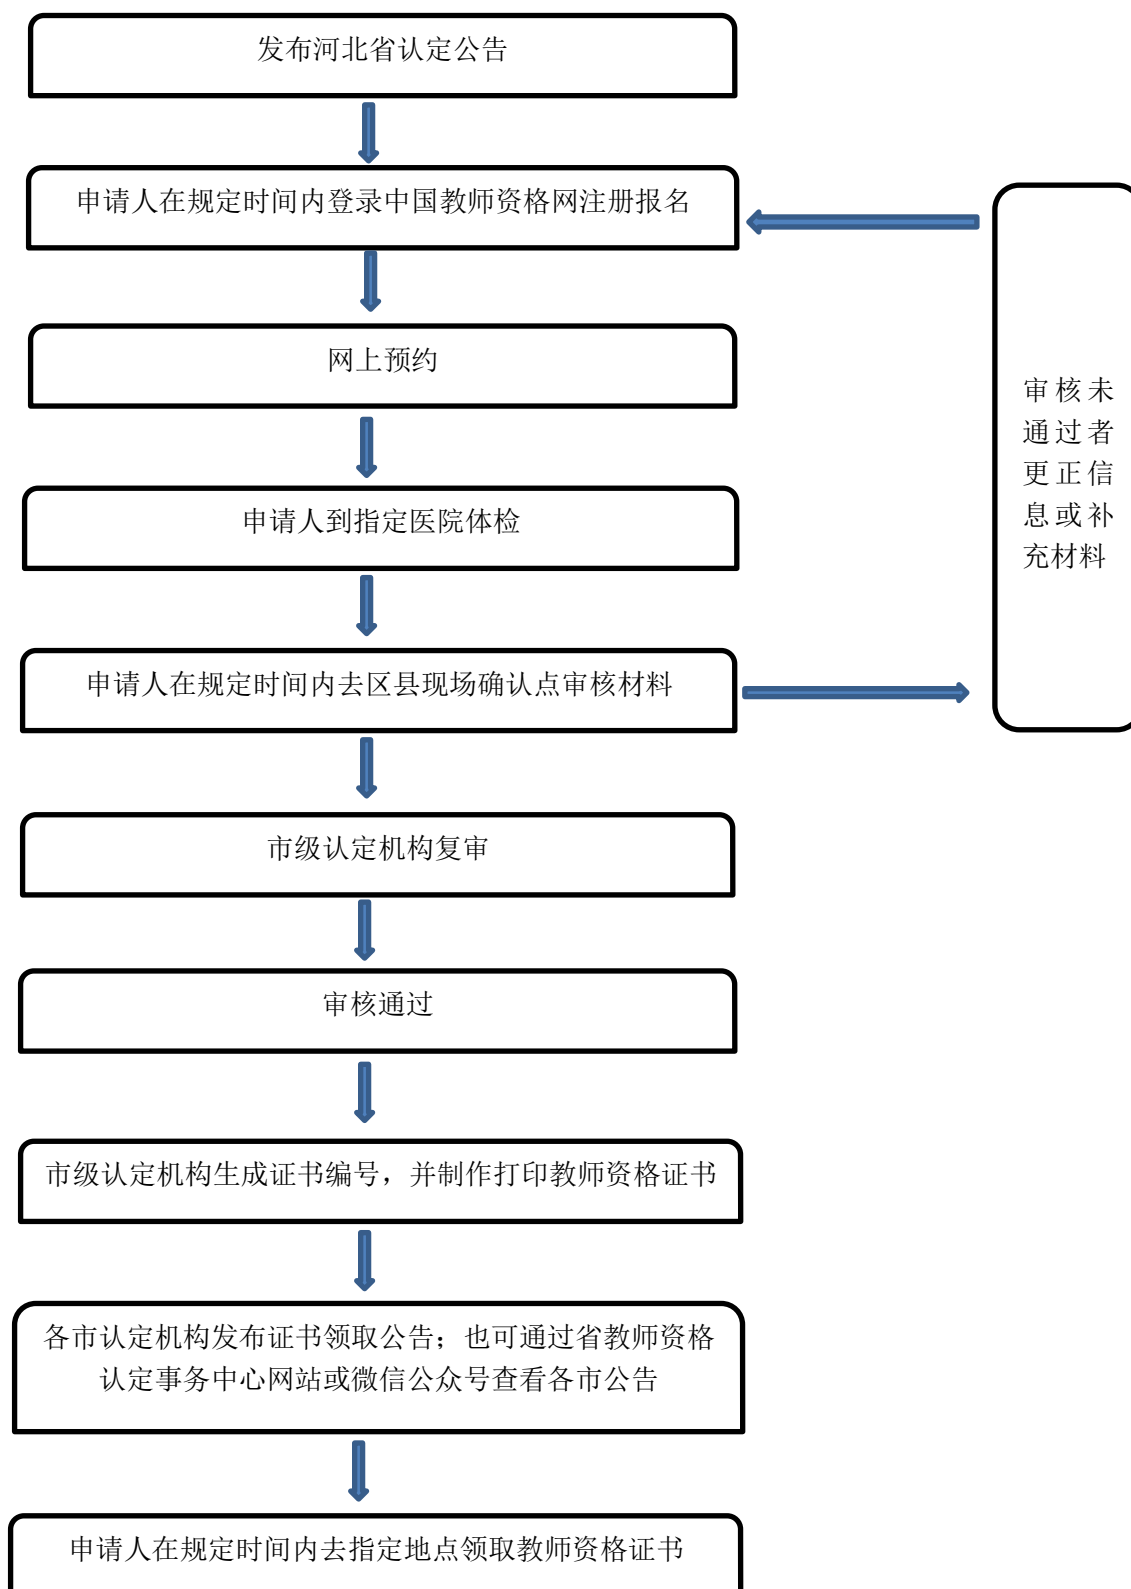 发布河北省认定公告
申请人在规定时间内登录中国教师资格网注册报名
网上预约
申请人到指定医院体检
申请人在规定时间内去区县现场确认点审核材料
审核未
通过者
更正信
息或补
充材料
市级认定机构复审
审核通过
市级认定机构生成证书编号，并制作打印教师资格证书
各市认定机构发布证书领取公告；也可通过省教师资格
认定事务中心网站或微信公众号查看各市公告
申请人在规定时间内去指定地点领取教师资格证书